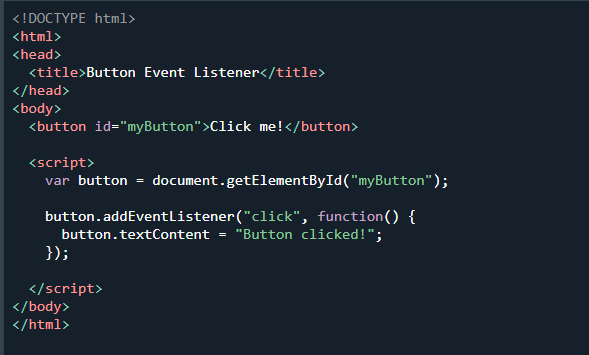 <!DOCTYPE html>
<html>
<head>
  <title>Button Event Listener</title>
</head>
<body>
  <button id="myButton">Click me!</button>

  <script>
    var button = document.getElementById("myButton");

    button.addEventListener("click", function() {
      button.textContent = "Button clicked!";
    });

  </script>
</body>
</html>